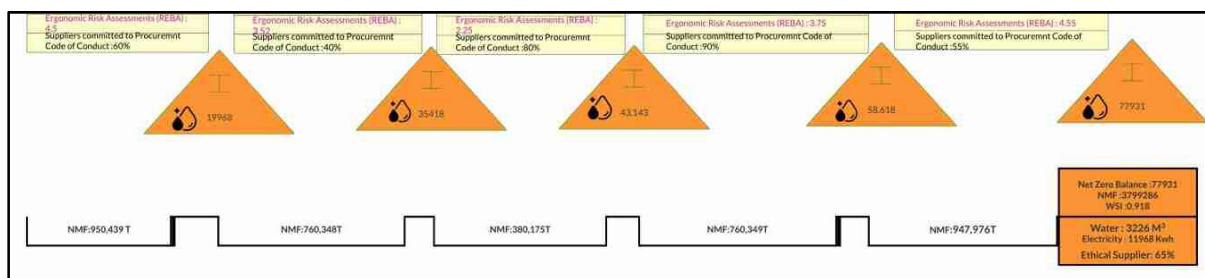 Ergonomic Risk Assessments (REBA) :
4.5
Suppliers committed to Procuremnt
Code of Conduct :60%
Ergonomic Risk Assessments (REBA) :
3.52
Suppliers committed to Procuremnt
Code of Conduct :40%
Ergonomic Risk Assessments (REBA) :
2.25
Suppliers committed to Procuremnt
Code of Conduct :80%
Ergonomic Risk Assessments (REBA) : 3.75
Suppliers committed to Procuremnt Code of
Conduct :90%
Ergonomic Risk Assessments (REBA) : 4.55
Suppliers committed to Procuremnt Code of
Conduct :55%
I
19968
I
35418
I
43,143
I
58.618
I
77931
NMF:950,439 T
NMF:760,348T
NMF:380,175T
NMF:760,349T
NMF:947,976T
Net Zero Balance :77931
NMF :3799286
WSI :0.918
Water : 3226 M³
Electricity : 11968 Kwh
Ethical Supplier: 65%